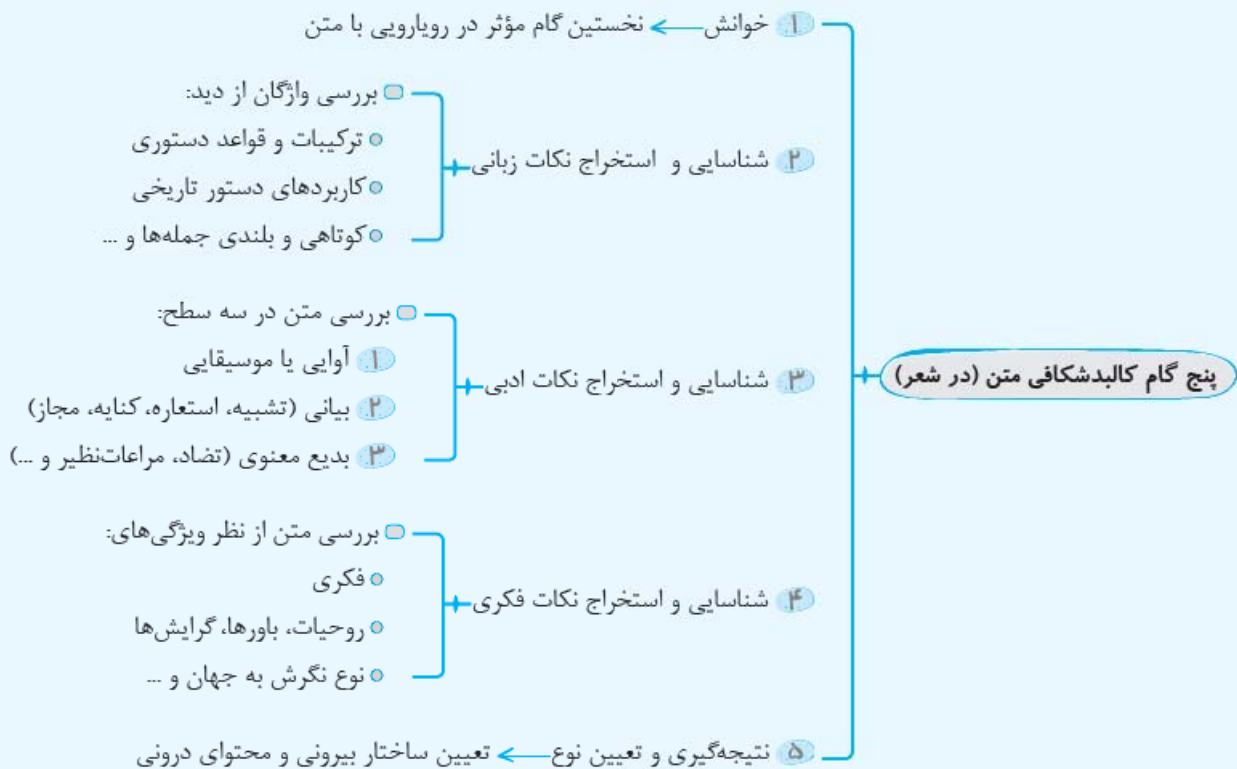 پنج گام کالبدشکافی متن (در شعر)
۱ خوانش ← نخستین گام مؤثر در رویارویی با متن
۲ شناسایی و استخراج نکات زبانی
بررسی واژگان از دید:
ترکیبات و قواعد دستوری
کاربردهای دستور تاریخی
کوتاهی و بلندی جمله‌ها و ...
۳ شناسایی و استخراج نکات ادبی
بررسی متن در سه سطح:
۱ آوایی یا موسیقایی
۲ بیانی (تشبیه، استعاره، کنایه، مجاز)
۳ بدیع معنوی (تضاد، مراعات‌نظیر و ...)
۴ شناسایی و استخراج نکات فکری
بررسی متن از نظر ویژگی‌های:
فکری
روحیات، باورها، گرایش‌ها
نوع نگرش به جهان و ...
۵ نتیجه‌گیری و تعیین نوع ← تعیین ساختار بیرونی و محتوای درونی